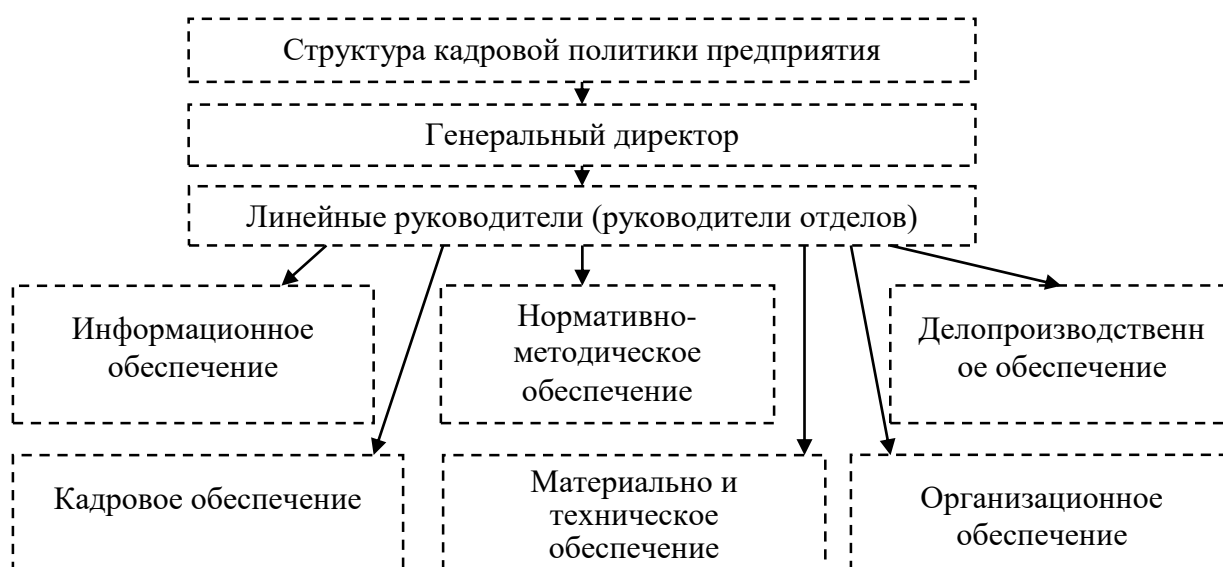 Структура кадровой политики предприятия
Генеральный директор
Линейные руководители (руководители отделов)
Информационное
обеспечение
Нормативно-
методическое
обеспечение
Делопроизводственн
ое обеспечение
Кадровое обеспечение
Материально и
техническое
обеспечение
Организационное
обеспечение